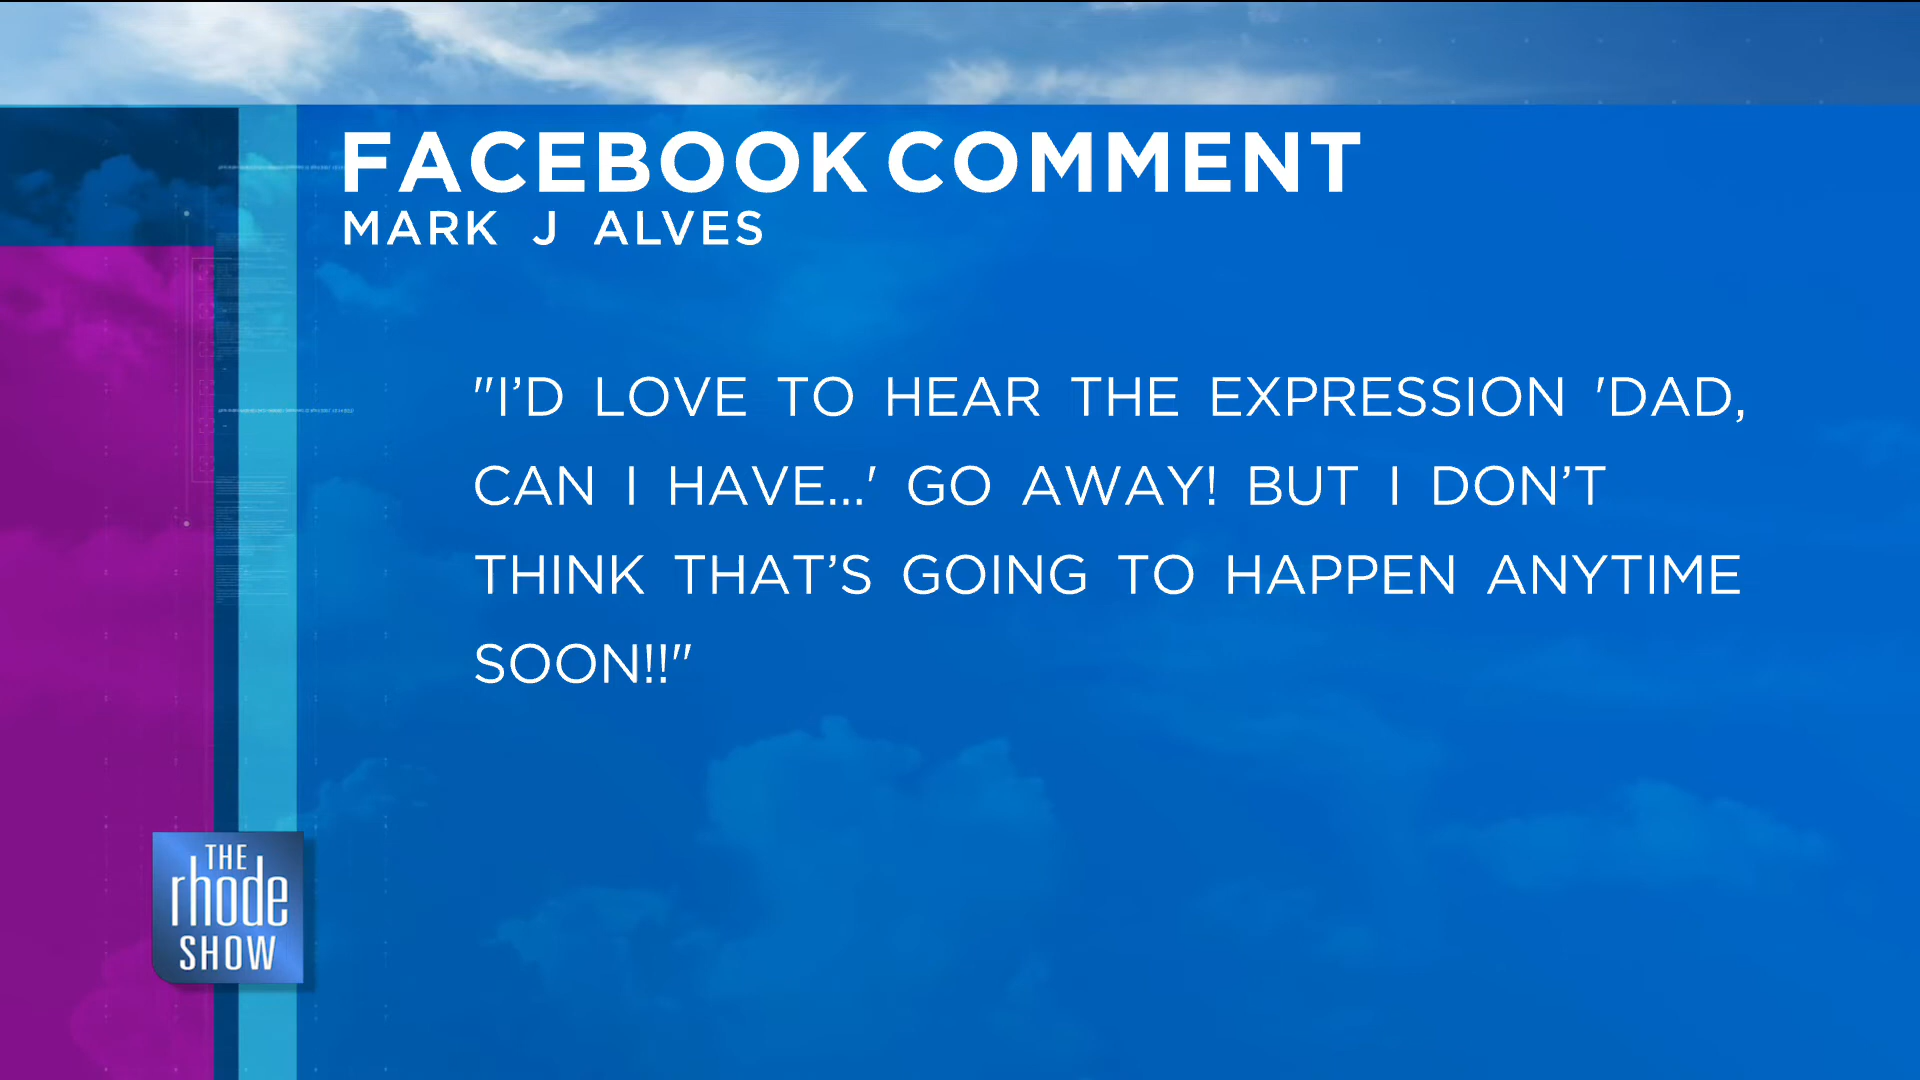 FACEBOOK COMMENT
MARK J ALVES
"I’D LOVE TO HEAR THE EXPRESSION 'DAD,
CAN I HAVE...' GO AWAY! BUT I DON’T
THINK THAT’S GOING TO HAPPEN ANYTIME
SOON!!"
THE
rhode
SHOW